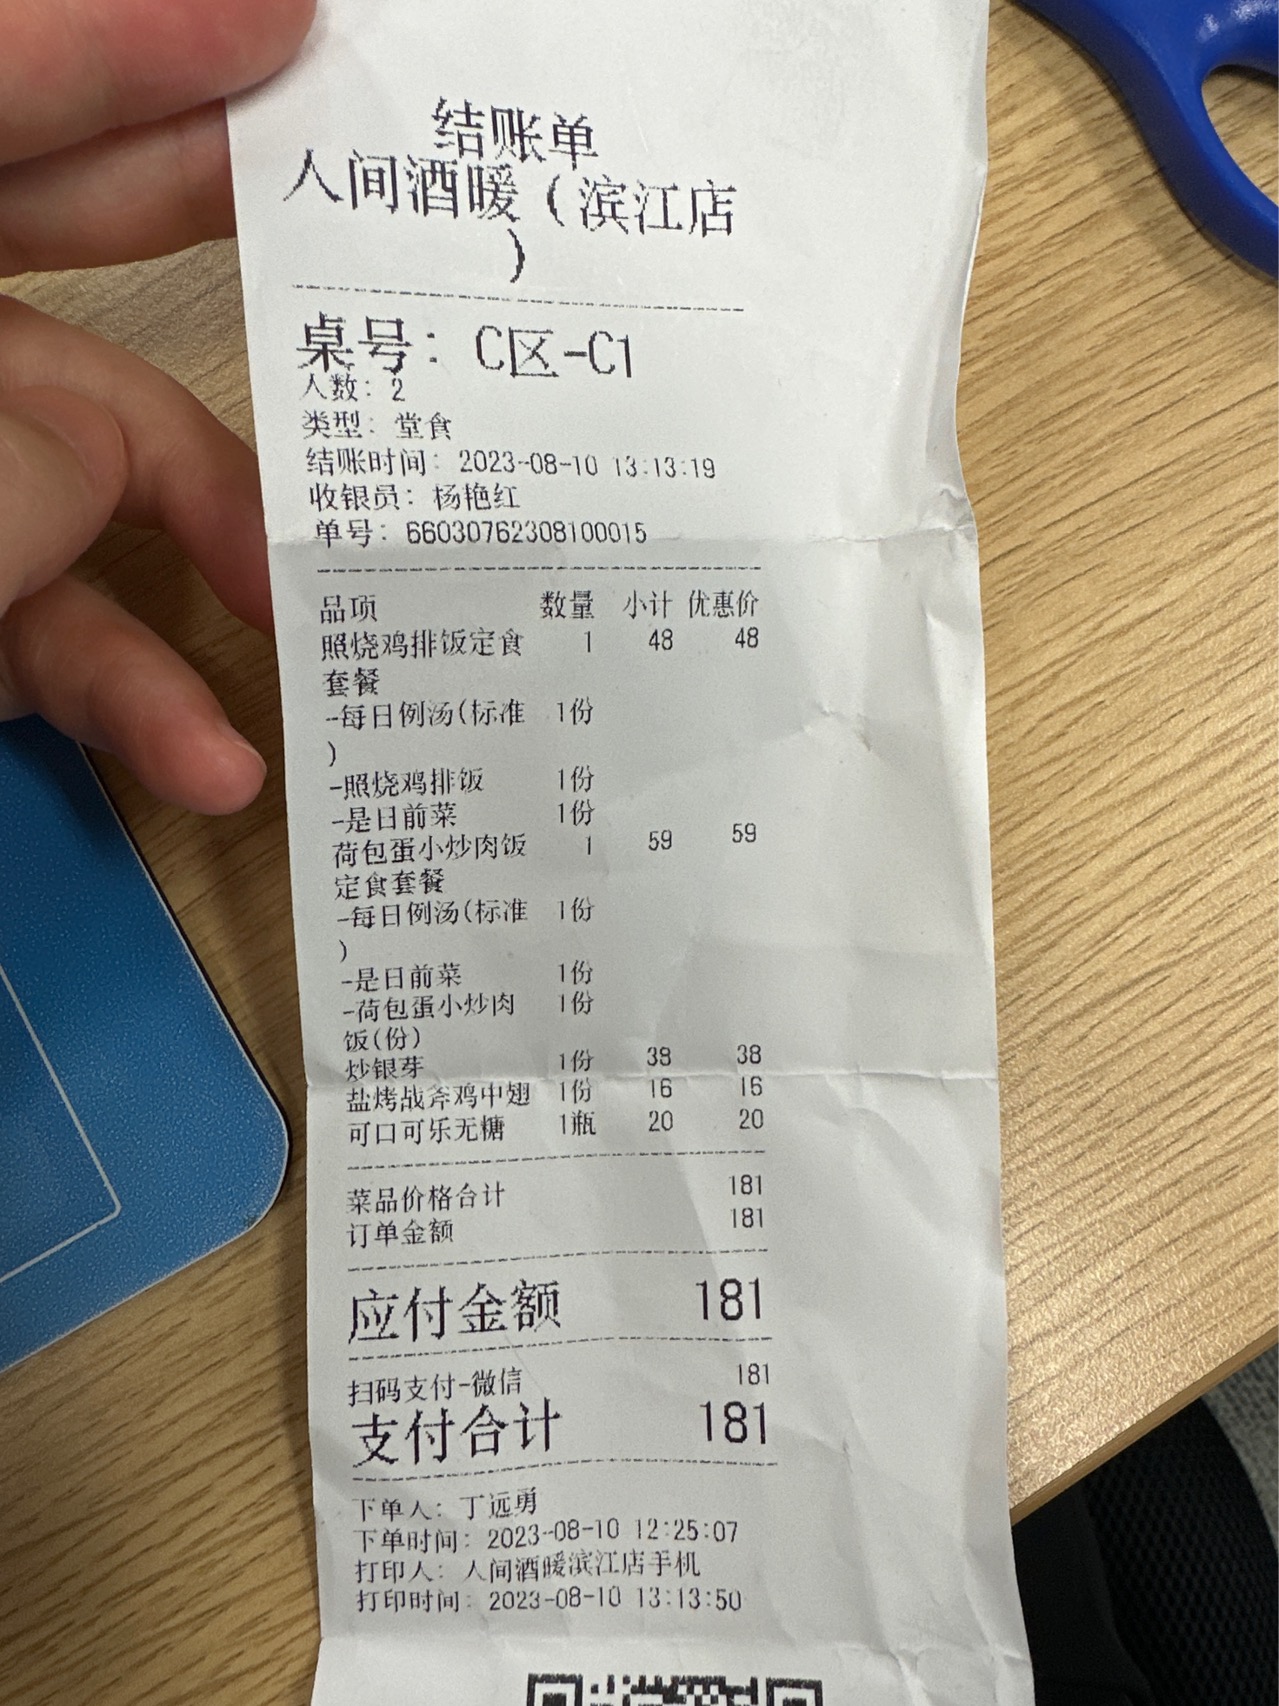 结账单
人间酒暖（滨江店
）
桌号：C区-C1
人数：2
类型：堂食
结账时间：2023-08-10 13:13:19
收银员：杨艳红
单号：66030762308100015
品项 数量 小计 优惠价
照烧鸡排饭定食 1 48 48
套餐
-每日例汤(标准 1份
)
-照烧鸡排饭 1份
-是日前菜 1份
荷包蛋小炒肉饭 1 59 59
定食套餐
-每日例汤(标准 1份
)
-是日前菜 1份
-荷包蛋小炒肉 1份
饭(份)
炒银芽 1份 38 38
盐烤战斧鸡中翅 1份 16 16
可口可乐无糖 1瓶 20 20
菜品价格合计 181
订单金额 181
应付金额 181
扫码支付-微信 181
支付合计 181
下单人：丁远勇
下单时间：2023-08-10 12:25:07
打印人：人间酒暖滨江店手机
打印时间：2023-08-10 13:13:50